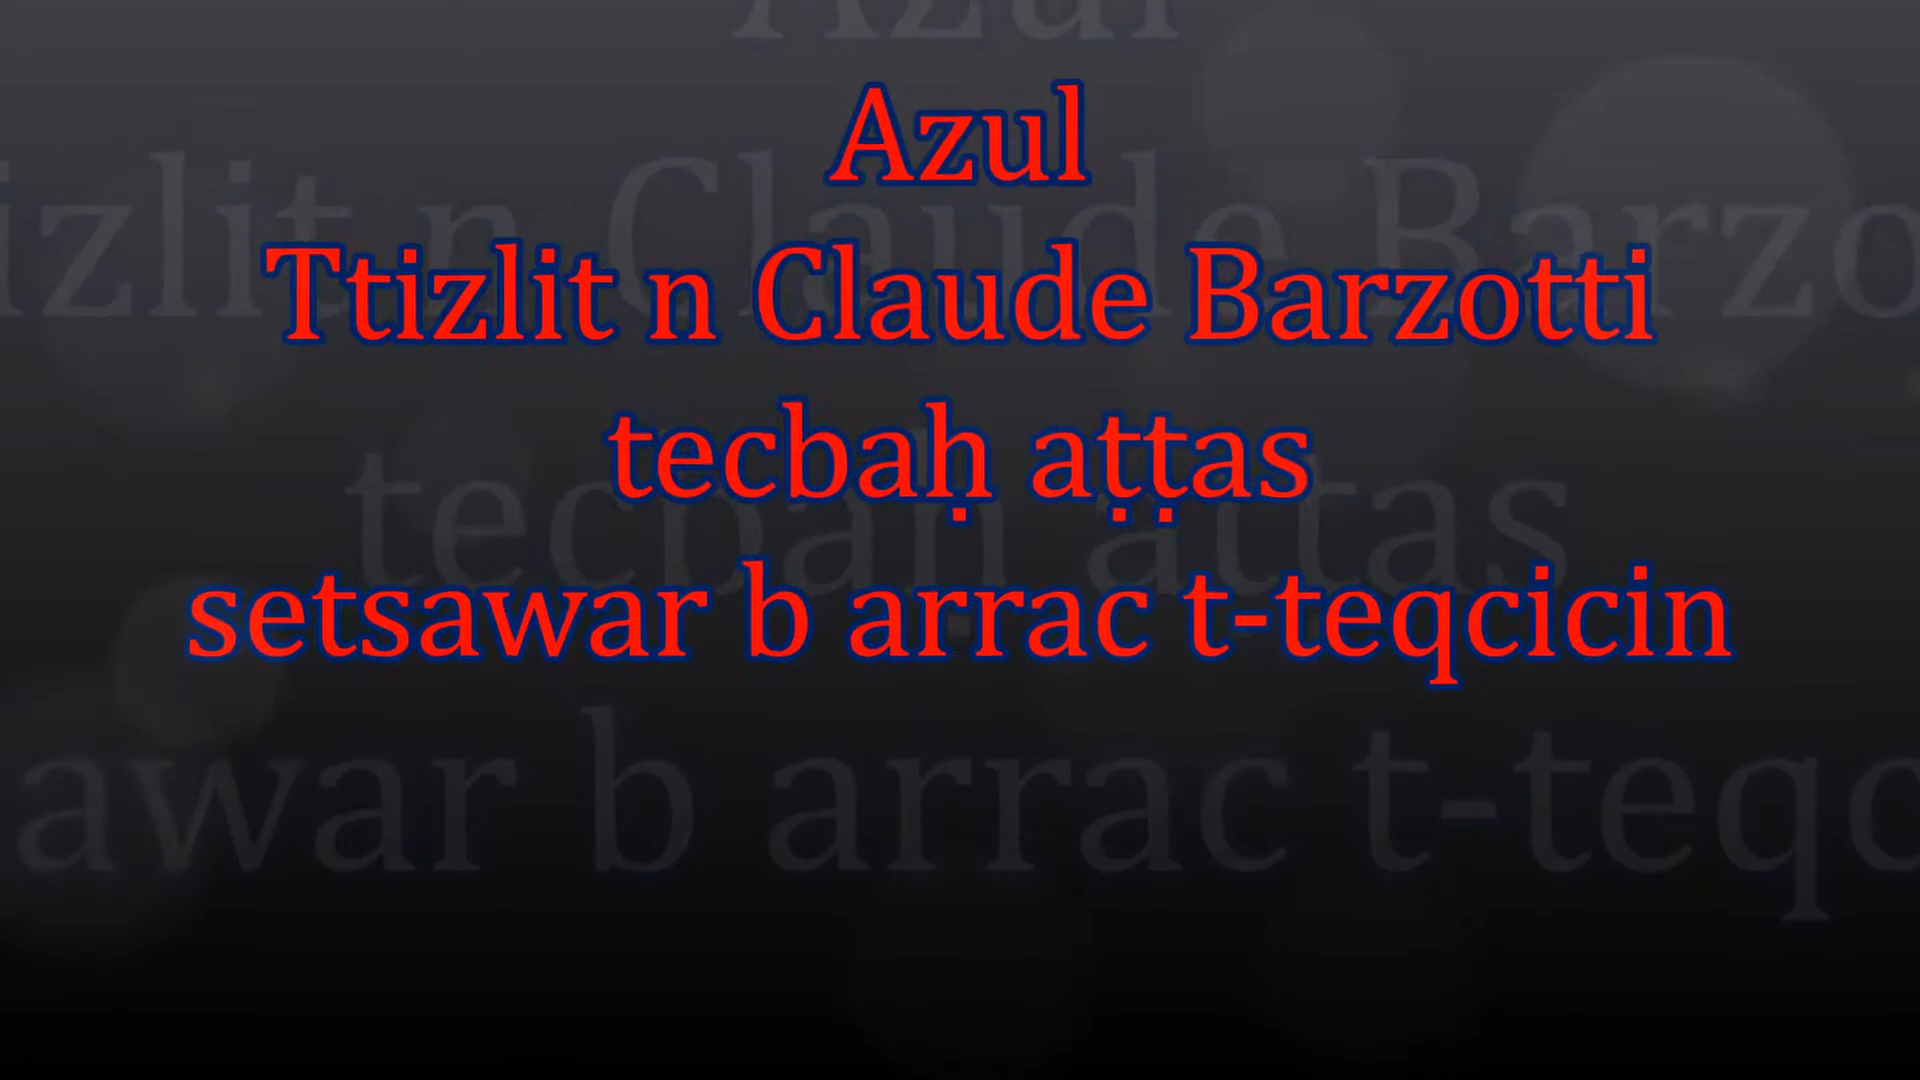 Azul
Ttizlit n Claude Barzotti
tecbaḥ aṭṭas
setsawar b arrac t-teqcicin